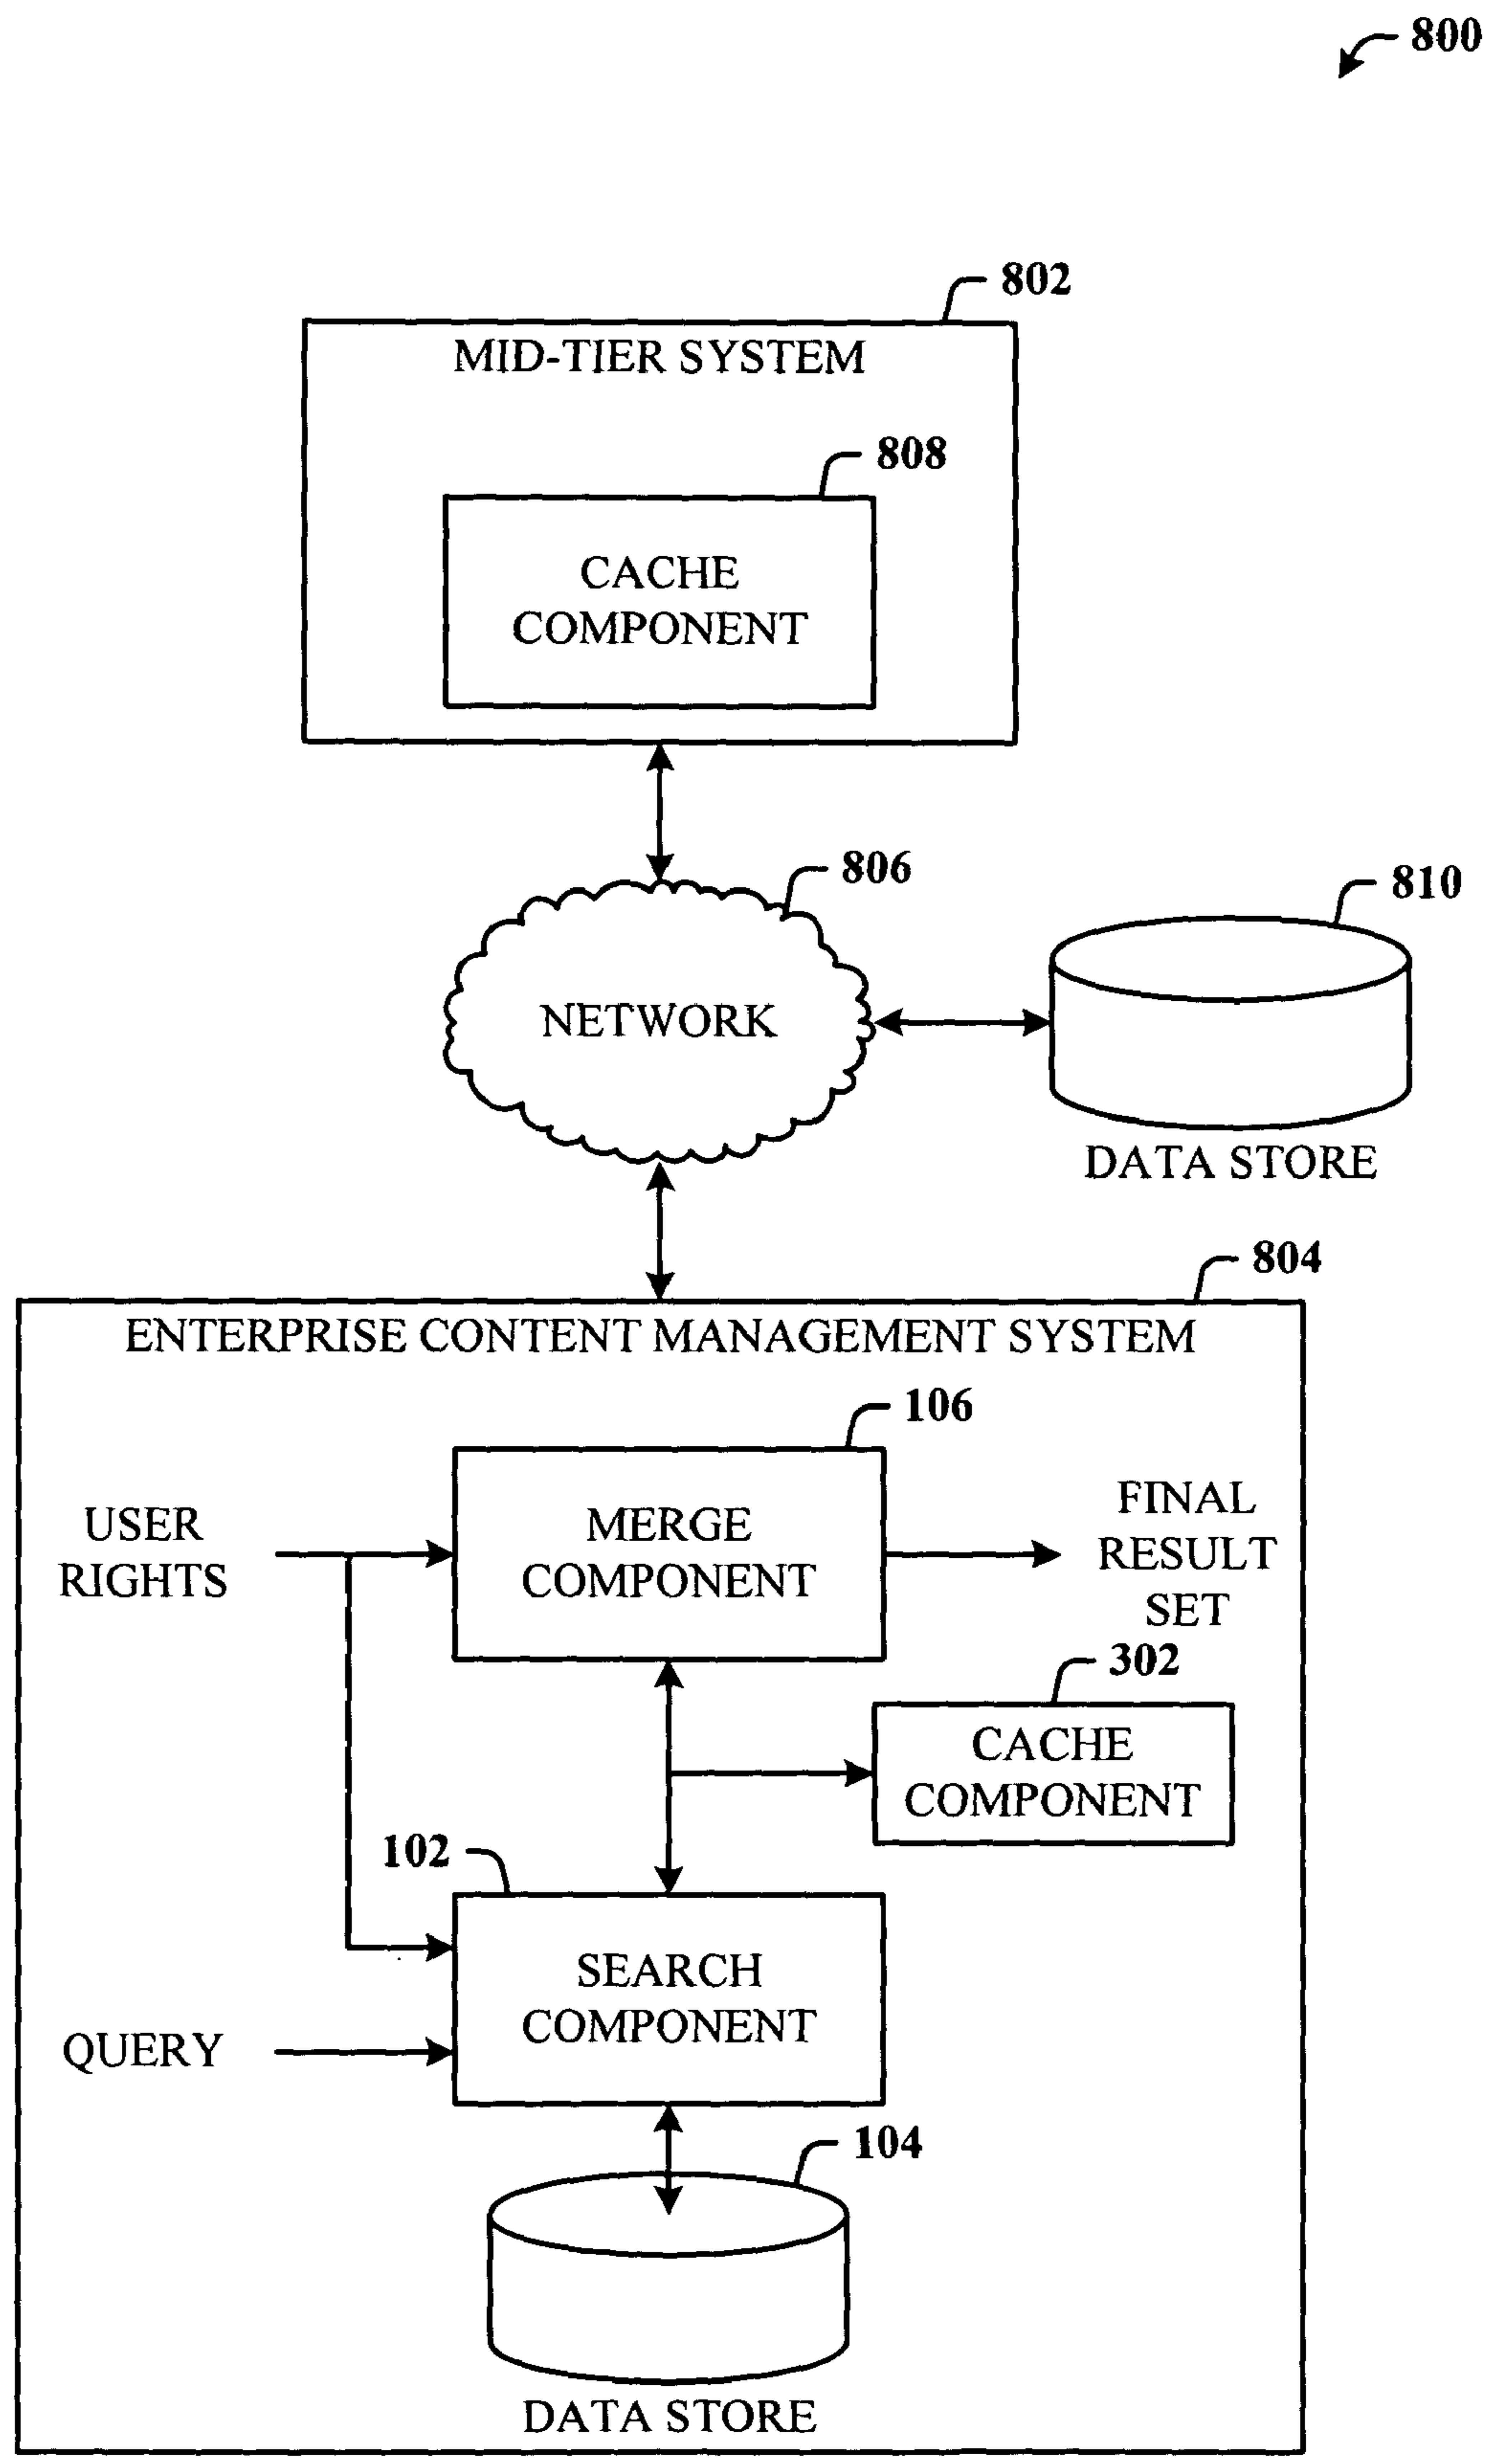 800
802
MID-TIER SYSTEM
808
CACHE
COMPONENT
806
810
NETWORK
DATA STORE
804
ENTERPRISE CONTENT MANAGEMENT SYSTEM
106
USER
RIGHTS
MERGE
COMPONENT
FINAL
RESULT
SET
302
CACHE
COMPONENT
102
SEARCH
COMPONENT
QUERY
104
DATA STORE